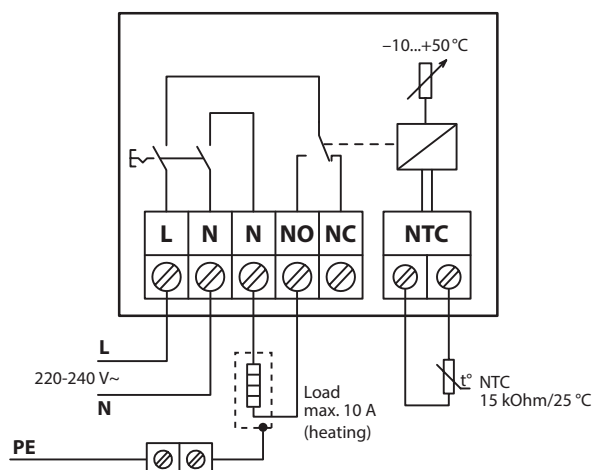 –10...+50 °C
L N N NO NC NTC
L
220-240 V~
N
Load
max. 10 A
(heating)
t° NTC
15 kOhm/25 °C
PE